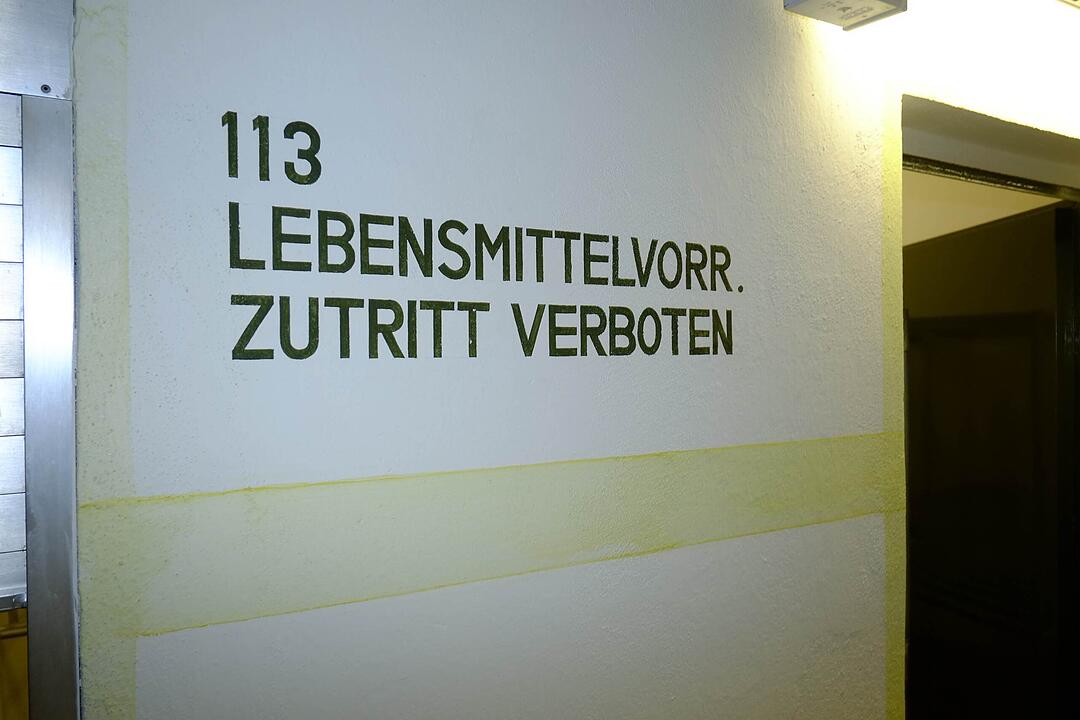 113
LEBENSMITTELVORR.
ZUTRITT VERBOTEN